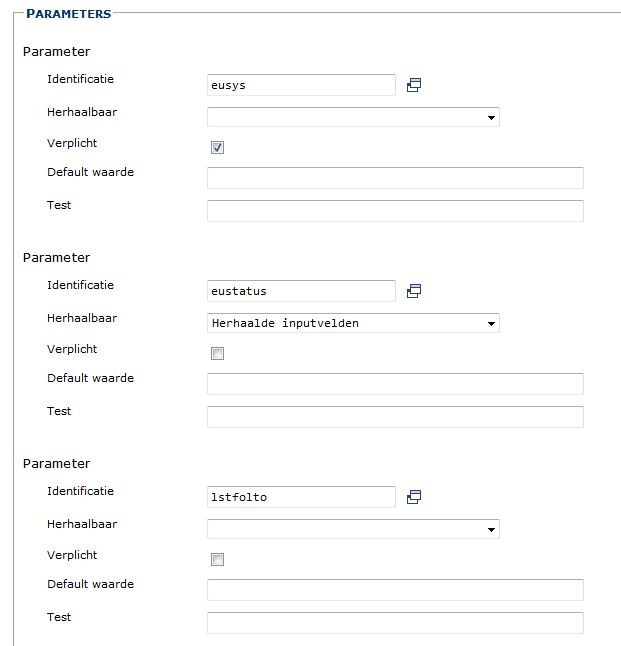 PARAMETERS
Parameter
Identificatie eusys
Herhaalbaar
Verplicht
Default waarde
Test
Parameter
Identificatie eustatus
Herhaalbaar Herhaalde inputvelden
Verplicht
Default waarde
Test
Parameter
Identificatie lstfolto
Herhaalbaar
Verplicht
Default waarde
Test